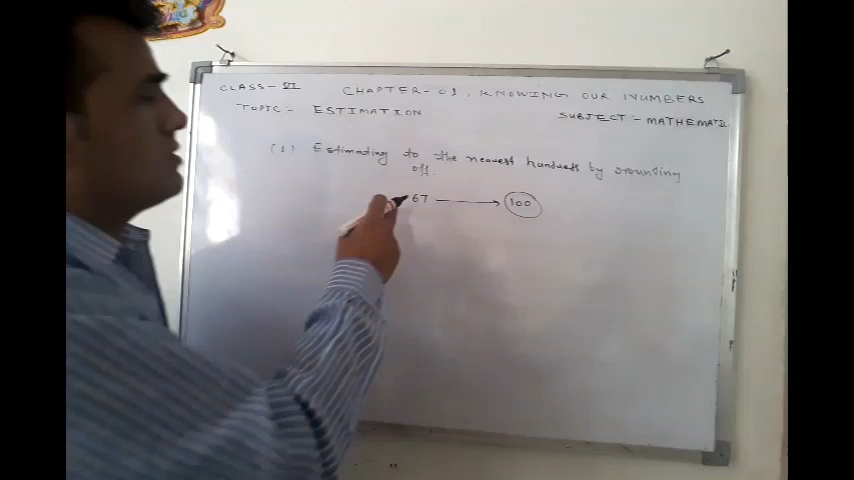 CLASS - VI CHAPTER - 01, KNOWING OUR NUMBERS
TOPIC :- ESTIMATION SUBJECT :- MATHEMATIC
(1) Estimating to the nearest hundreds by rounding
off.
67 → 100